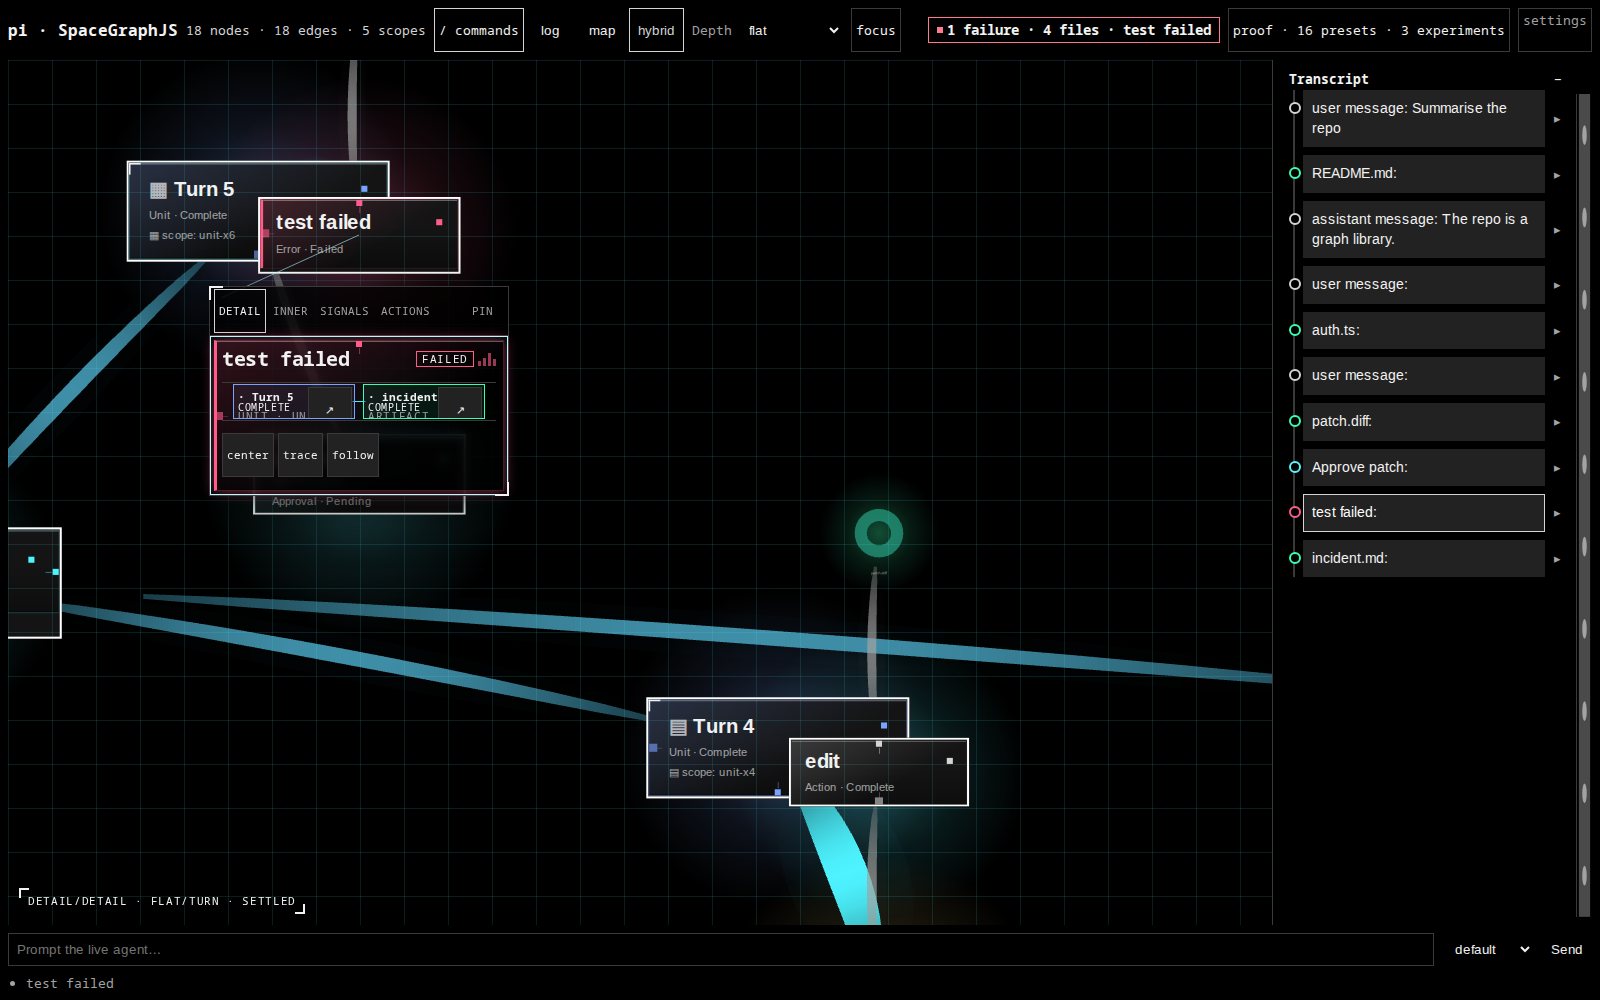 pi · SpaceGraphJS 18 nodes · 18 edges · 5 scopes / commands log map hybrid Depth flat focus 1 failure · 4 files · test failed proof · 16 presets · 3 experiments settings
Transcript −
user message: Summarise the
repo
README.md:
assistant message: The repo is a
graph library.
user message:
auth.ts:
user message:
patch.diff:
Approve patch:
test failed:
incident.md:
Turn 5
Unit · Complete
scope: unit-x6
test failed
Error · Failed
DETAIL INNER SIGNALS ACTIONS PIN
test failed FAILED
· Turn 5
COMPLETE
UNIT · UN
↗
· incident
COMPLETE
ARTIFACT
↗
center trace follow
Approval · Pending
Turn 4
Unit · Complete
scope: unit-x4
edit
Action · Complete
DETAIL/DETAIL · FLAT/TURN · SETTLED
Prompt the live agent… default Send
test failed